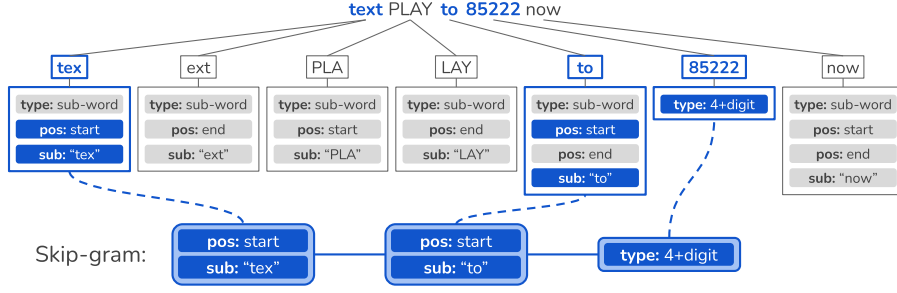 text PLAY to 85222 now
tex ext PLA LAY to 85222 now
type: sub-word type: sub-word type: sub-word type: sub-word type: sub-word type: 4+digit type: sub-word
pos: start pos: end pos: start pos: end pos: start pos: start
sub: “tex” sub: “ext” sub: “PLA” sub: “LAY” pos: end pos: end
sub: “to” sub: “now”
Skip-gram:
pos: start pos: start
sub: “tex” sub: “to” type: 4+digit